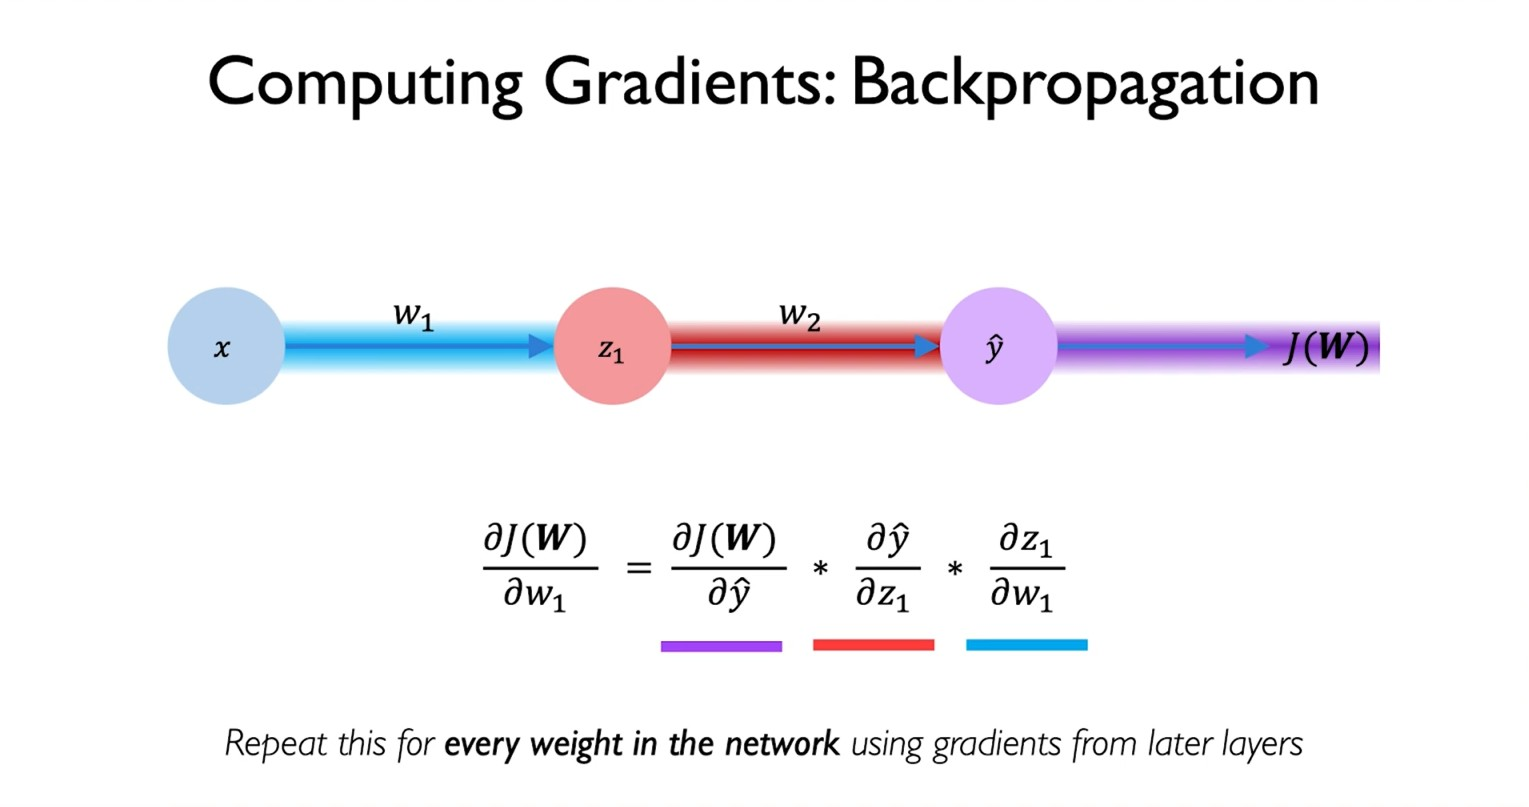 Computing Gradients: Backpropagation
w₁ w₂
x z₁ ŷ J(W)
∂J(W)/∂w₁ = ∂J(W)/∂ŷ * ∂ŷ/∂z₁ * ∂z₁/∂w₁
Repeat this for every weight in the network using gradients from later layers